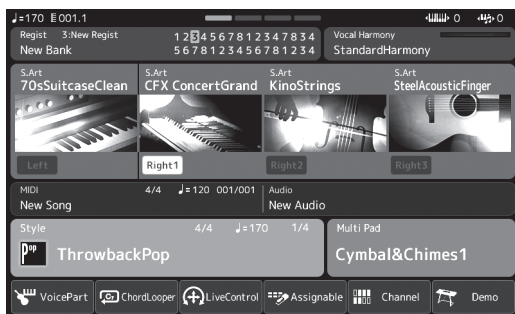 ♩=170 001.1 0 0
Regist 3:New Regist 1 2 3 4 5 6 7 8 1 2 3 4 7 8 3 4
New Bank 5 6 7 8 1 2 3 4 5 6 7 8 1 2 3 4
Vocal Harmony
StandardHarmony
S.Art
70sSuitcaseClean
Left
S.Art
CFX ConcertGrand
Right1
S.Art
KinoStrings
Right2
S.Art
SteelAcousticFinger
Right3
MIDI 4/4 ♩=120 001/001
New Song
Audio
New Audio
Style 4/4 ♩=170 1/4
Pop ThrowbackPop
Multi Pad
Cymbal&Chimes1
VoicePart ChordLooper LiveControl Assignable Channel Demo